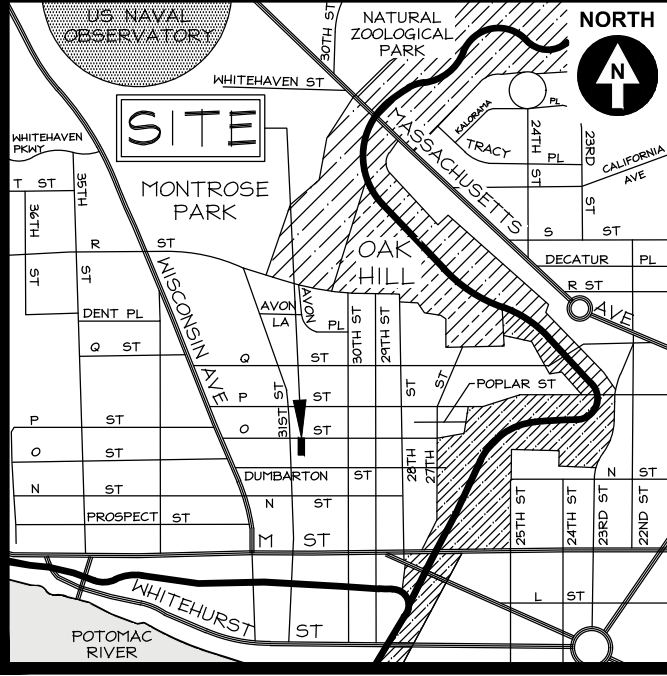 US NAVAL
OBSERVATORY
30TH ST
NATURAL
ZOOLOGICAL
PARK
NORTH
N
WHITEHAVEN ST
SITE
MASSACHUSETTS
AVE
KALORAMA
PL
TRACY
PL
24TH
ST
23RD
ST
CALIFORNIA
AVE
WHITEHAVEN
PKWY
T ST
35TH
ST
36TH
ST
MONTROSE
PARK
R ST
OAK
HILL
S ST
DECATUR PL
R ST
WISCONSIN AVE
AVON
LA
AVON
PL
30TH ST
29TH ST
DENT PL
Q ST
Q ST
P ST
P ST
31ST ST
ST
ST
POPLAR ST
O ST
O ST
28TH
27TH
DUMBARTON ST
N ST
N ST
N ST
PROSPECT ST
M ST
25TH ST
24TH ST
23RD ST
22ND ST
L ST
WHITEHURST
ST
POTOMAC
RIVER